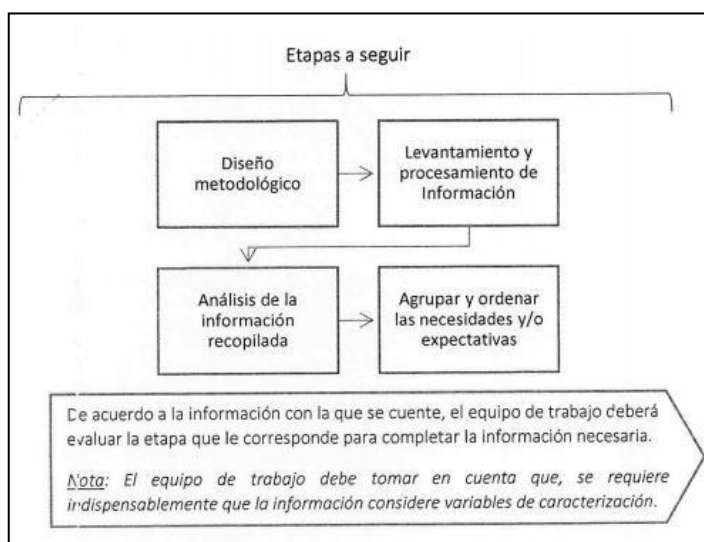 Etapas a seguir
Diseño
metodológico
Levantamiento y
procesamiento de
Información
Análisis de la
información
recopilada
Agrupar y ordenar
las necesidades y/o
expectativas
De acuerdo a la información con la que se cuente, el equipo de trabajo deberá
evaluar la etapa que le corresponde para completar la información necesaria.
Nota: El equipo de trabajo debe tomar en cuenta que, se requiere
indispensablemente que la información considere variables de caracterización.